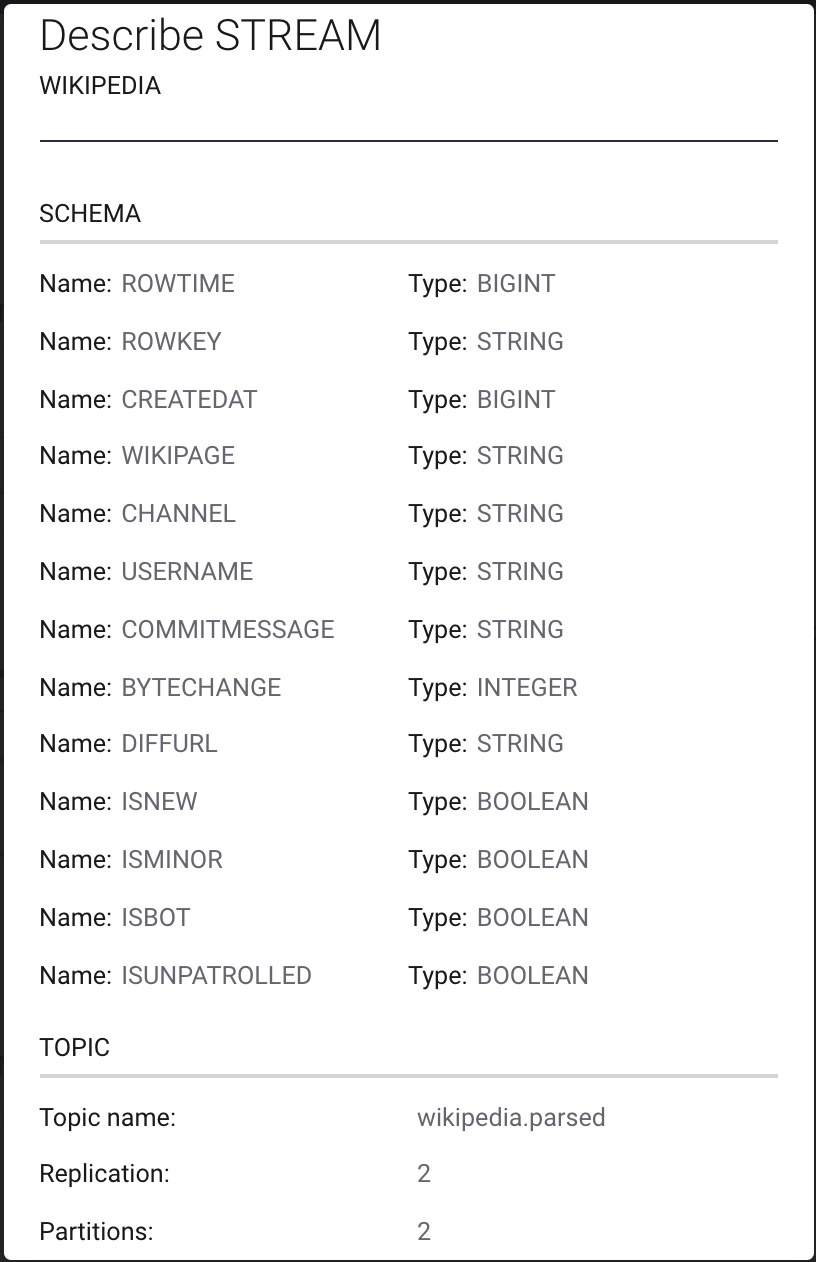 Describe STREAM
WIKIPEDIA
SCHEMA
Name: ROWTIME Type: BIGINT
Name: ROWKEY Type: STRING
Name: CREATEDAT Type: BIGINT
Name: WIKIPAGE Type: STRING
Name: CHANNEL Type: STRING
Name: USERNAME Type: STRING
Name: COMMITMESSAGE Type: STRING
Name: BYTECHANGE Type: INTEGER
Name: DIFFURL Type: STRING
Name: ISNEW Type: BOOLEAN
Name: ISMINOR Type: BOOLEAN
Name: ISBOT Type: BOOLEAN
Name: ISUNPATROLLED Type: BOOLEAN
TOPIC
Topic name: wikipedia.parsed
Replication: 2
Partitions: 2